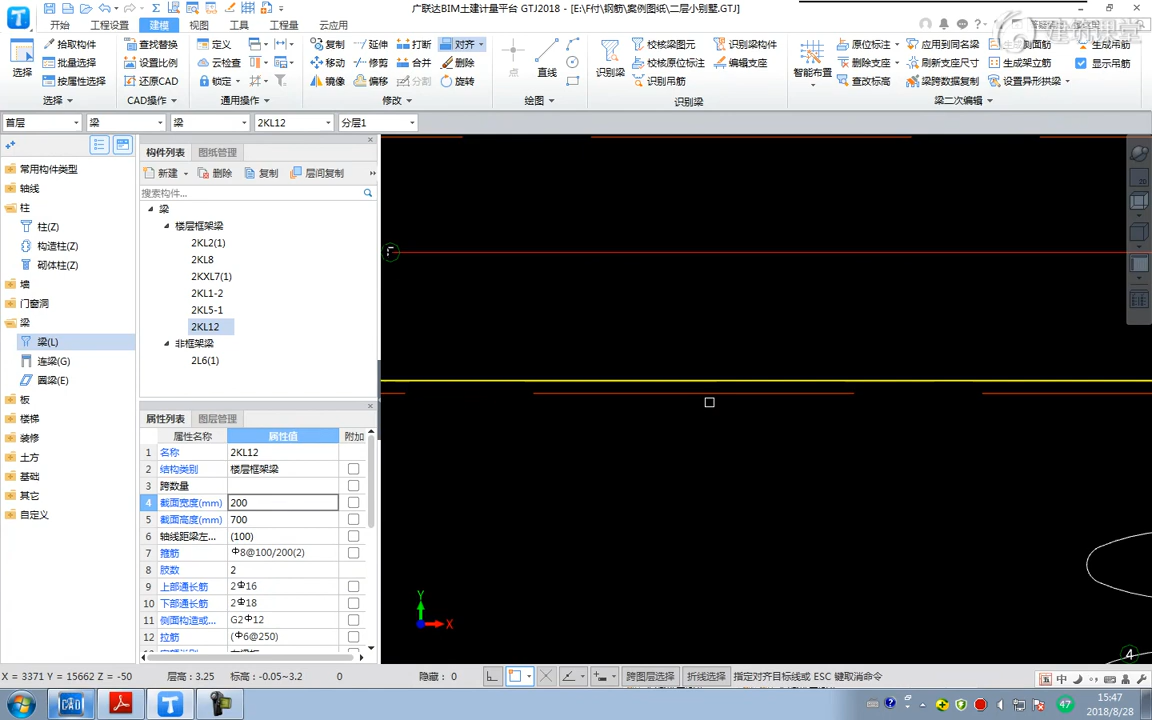 广联达BIM土建计量平台 GTJ2018 - [E:\F付\钢筋\案例图纸\二层小别墅.GTJ]
开始 工程设置 建模 视图 工具 工程量 云应用
选择 拾取构件 批量选择 按属性选择 选择
查找替换 设置比例 还原CAD CAD操作
定义 云检查 锁定 通用操作
复制 延伸 打断 对齐
移动 修剪 合并 删除
镜像 偏移 分割 旋转
修改
点 直线 绘图
识别梁 校核梁图元 识别梁构件
校核原位标注 编辑支座
识别吊筋
识别梁
智能布置 原位标注 应用到同名梁 生成侧面筋 生成吊筋
删除支座 刷新支座尺寸 生成架立筋 显示吊筋
查改标高 梁跨数据复制 设置异形拱梁
梁二次编辑
首层 梁 梁 2KL12 分层1
常用构件类型
轴线
柱
柱(Z)
构造柱(Z)
砌体柱(Z)
墙
门窗洞
梁
梁(L)
连梁(G)
圈梁(E)
板
楼梯
装修
土方
基础
其它
自定义
构件列表 图纸管理
新建 删除 复制 层间复制 »
搜索构件...
梁
楼层框架梁
2KL2(1)
2KL8
2KXL7(1)
2KL1-2
2KL5-1
2KL12
非框架梁
2L6(1)
属性列表 图层管理
属性名称 属性值 附加
1 名称 2KL12
2 结构类别 楼层框架梁
3 跨数量
4 截面宽度(mm) 200
5 截面高度(mm) 700
6 轴线距梁左... (100)
7 箍筋 Φ8@100/200(2)
8 肢数 2
9 上部通长筋 2Φ16
10 下部通长筋 2Φ18
11 侧面构造或... G2Φ12
12 拉筋 (Φ6@250)
Y
X
4
X = 3371 Y = 15662 Z = -50 层高：3.25 标高：-0.05~3.2 0 隐藏：0 跨图层选择 折线选择 指定对齐目标线或 ESC 键取消命令
中
CAD
47
15:47
2018/8/28